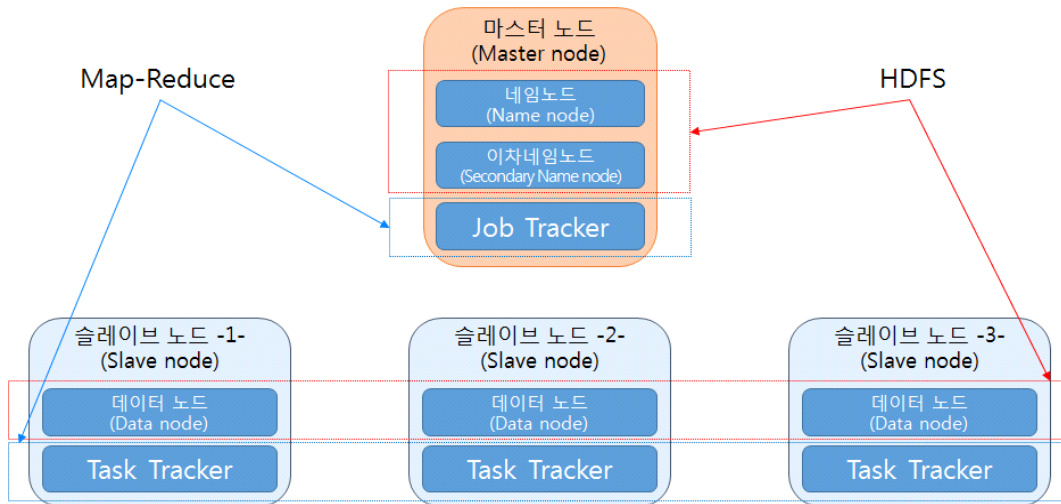 마스터 노드
(Master node)
Map-Reduce
HDFS
네임노드
(Name node)
이차네임노드
(Secondary Name node)
Job Tracker
슬레이브 노드 -1-
(Slave node)
데이터 노드
(Data node)
Task Tracker
슬레이브 노드 -2-
(Slave node)
데이터 노드
(Data node)
Task Tracker
슬레이브 노드 -3-
(Slave node)
데이터 노드
(Data node)
Task Tracker